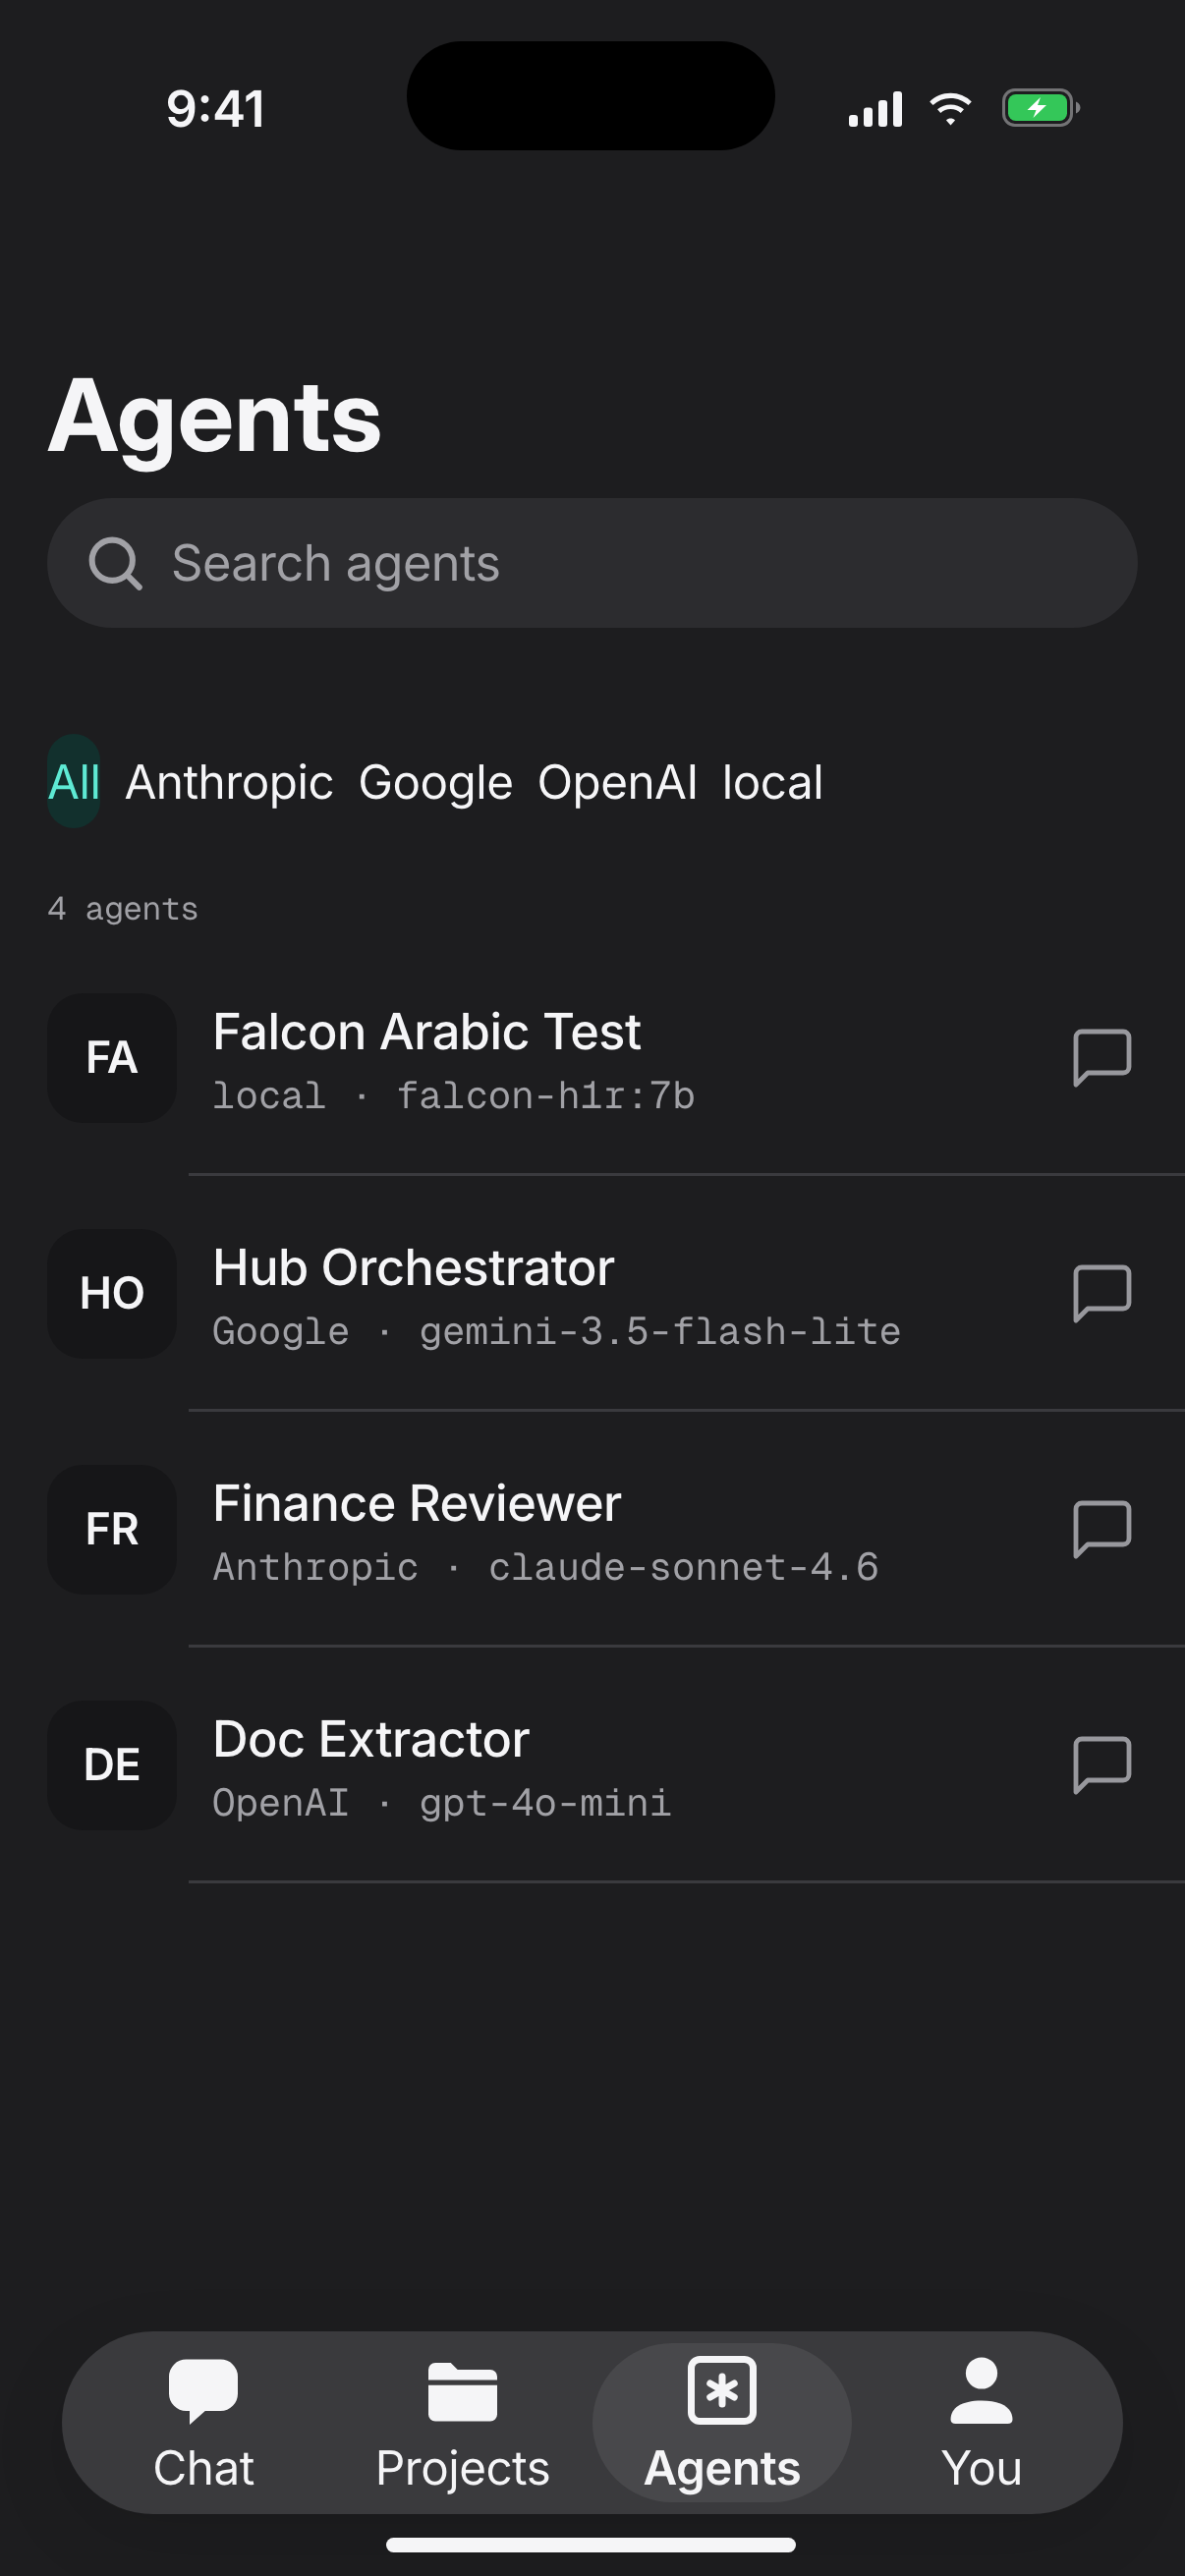 9:41
Agents
Search agents
All Anthropic Google OpenAI local
4 agents
FA
Falcon Arabic Test
local · falcon-h1r:7b
HO
Hub Orchestrator
Google · gemini-3.5-flash-lite
FR
Finance Reviewer
Anthropic · claude-sonnet-4.6
DE
Doc Extractor
OpenAI · gpt-4o-mini
Chat Projects Agents You